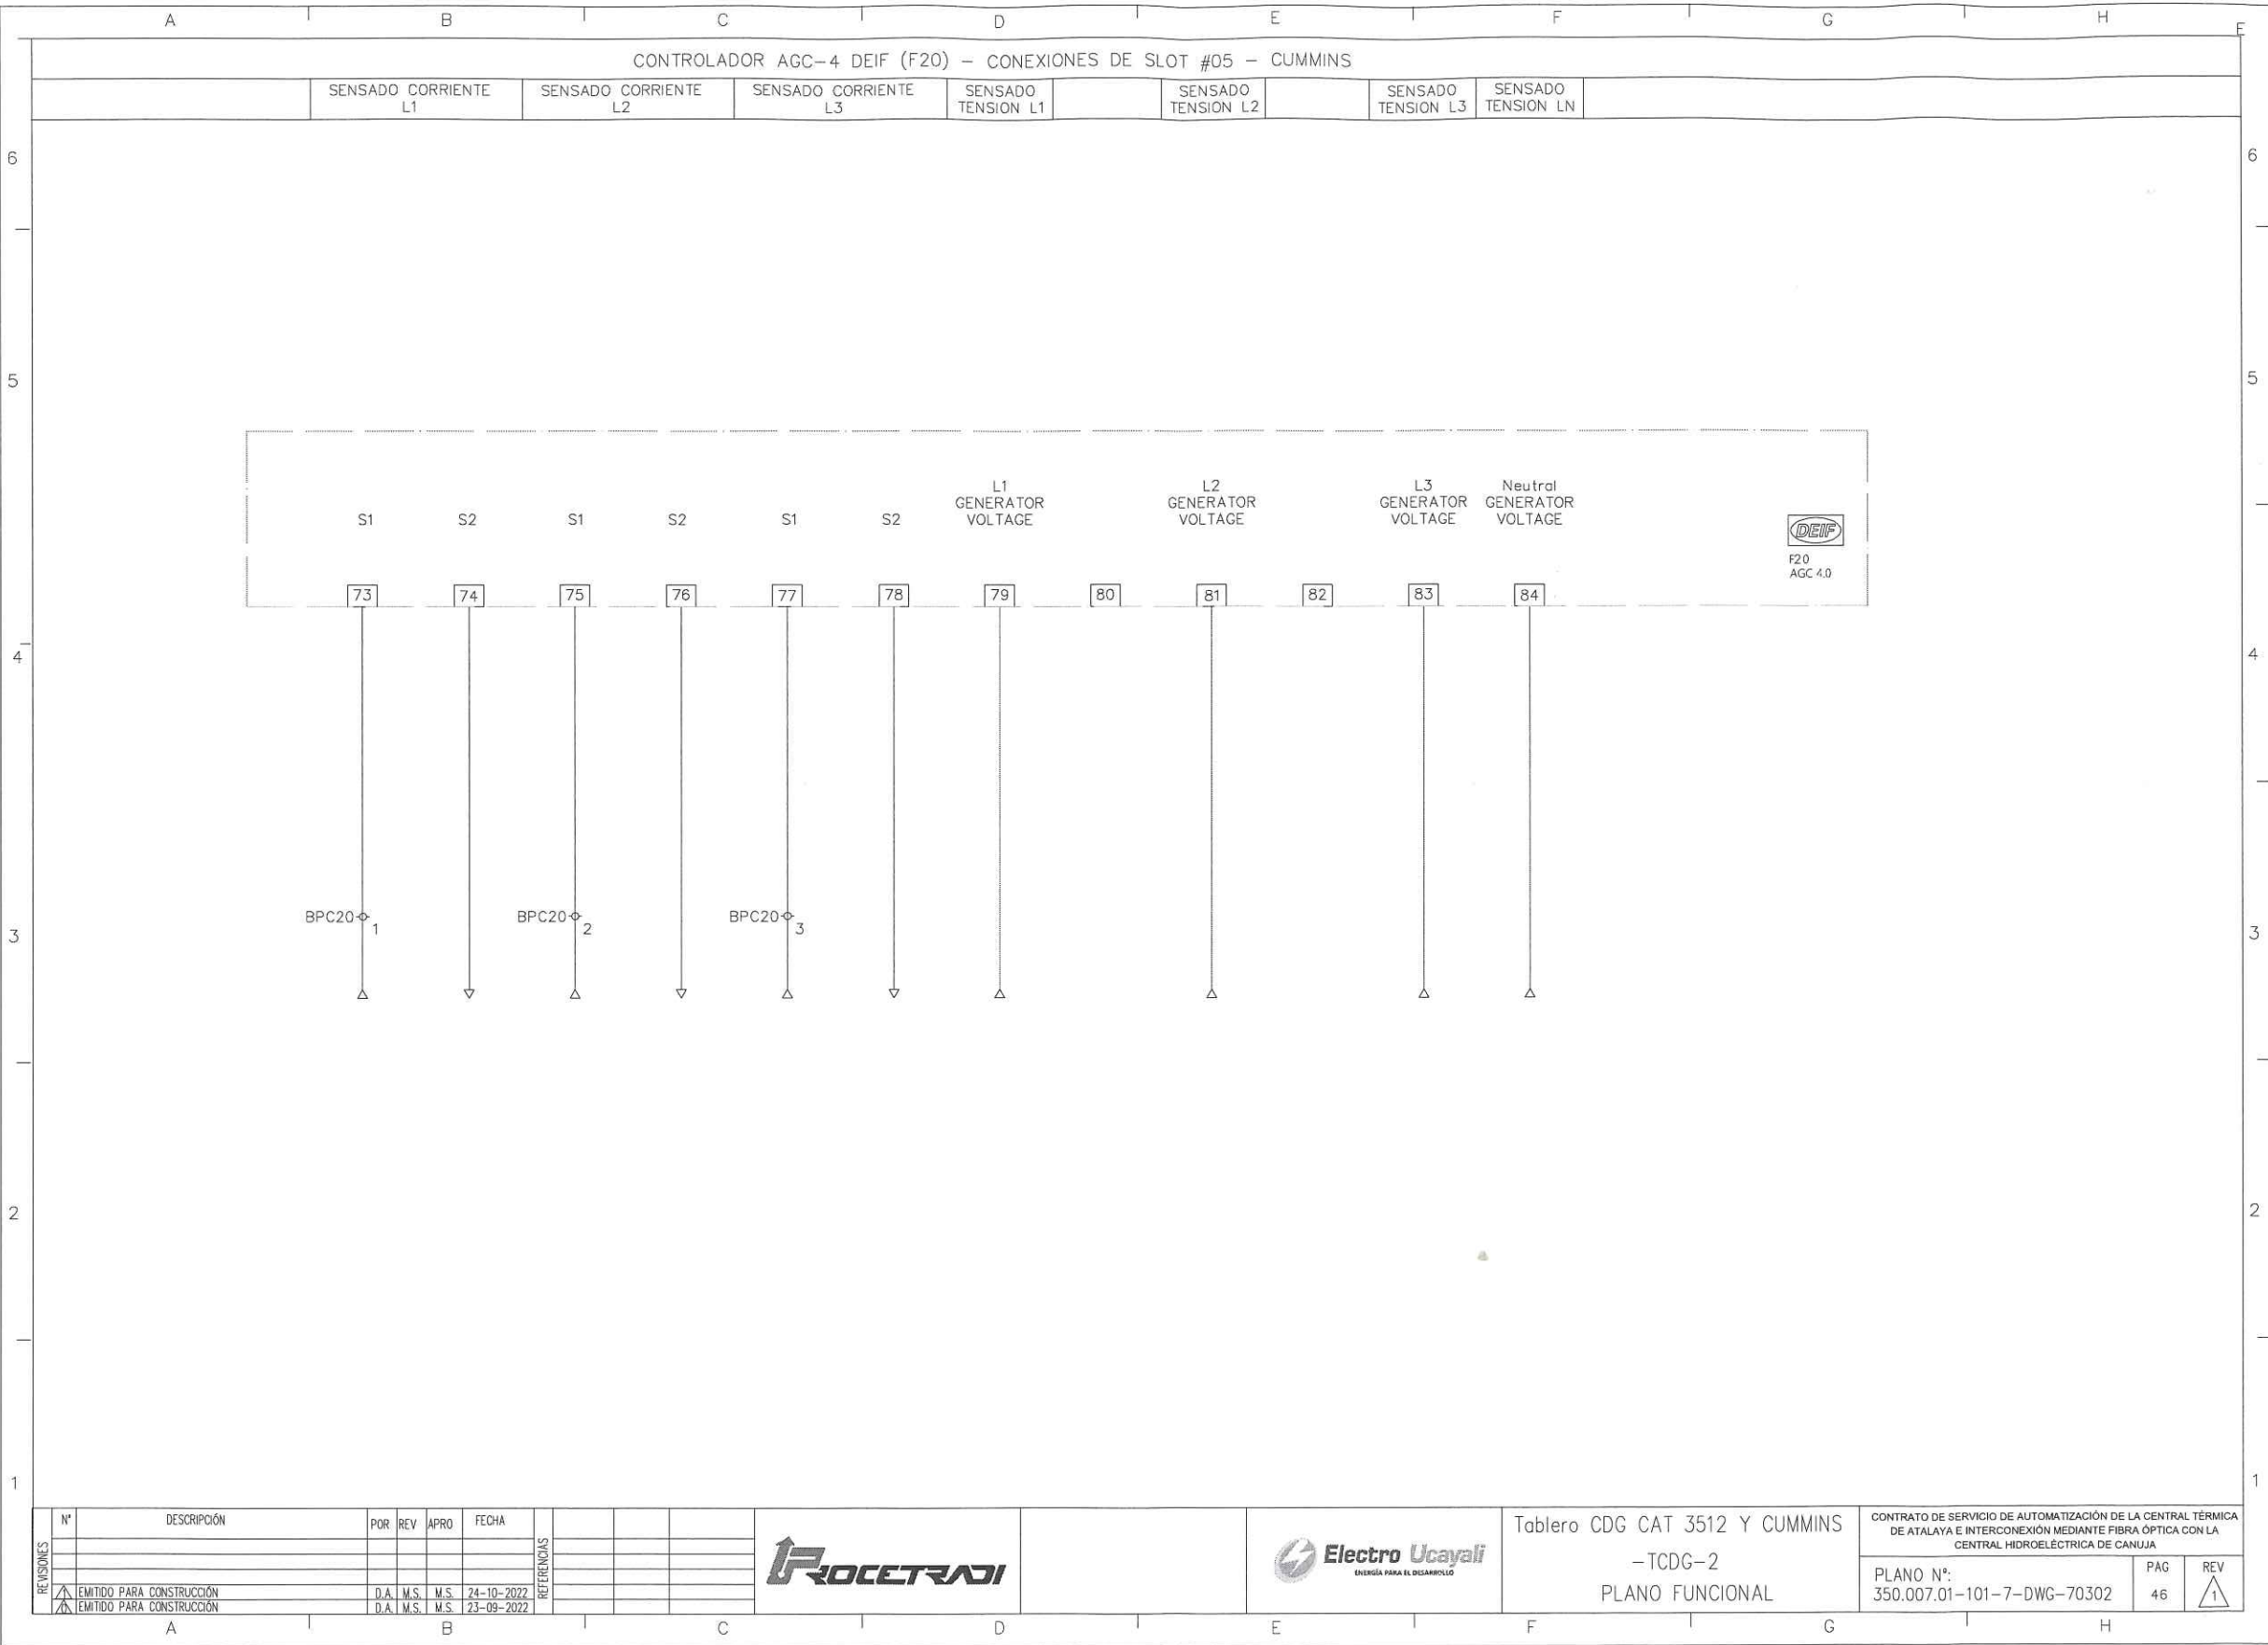 A B C D E F G H
CONTROLADOR AGC-4 DEIF (F20) - CONEXIONES DE SLOT #05 - CUMMINS
SENSADO CORRIENTE L1
SENSADO CORRIENTE L2
SENSADO CORRIENTE L3
SENSADO TENSION L1
SENSADO TENSION L2
SENSADO TENSION L3
SENSADO TENSION LN
6 6
5 5
L1 GENERATOR VOLTAGE
L2 GENERATOR VOLTAGE
L3 GENERATOR VOLTAGE
Neutral GENERATOR VOLTAGE
S1 S2 S1 S2 S1 S2
DEIF
F20
AGC 4.0
73 74 75 76 77 78 79 80 81 82 83 84
4 4
BPC20 1 BPC20 2 BPC20 3
3 3
2 2
1 1
REVISIONES
N° DESCRIPCIÓN POR REV APRO FECHA
1 EMITIDO PARA CONSTRUCCIÓN D.A. M.S. M.S. 24-10-2022
EMITIDO PARA CONSTRUCCIÓN D.A. M.S. M.S. 23-09-2022
REFERENCIAS
PROCETRADI
Electro Ucayali
ENERGÍA PARA EL DESARROLLO
Tablero CDG CAT 3512 Y CUMMINS
-TCDG-2
PLANO FUNCIONAL
CONTRATO DE SERVICIO DE AUTOMATIZACIÓN DE LA CENTRAL TÉRMICA
DE ATALAYA E INTERCONEXIÓN MEDIANTE FIBRA ÓPTICA CON LA
CENTRAL HIDROELÉCTRICA DE CANUJA
PLANO N°:
350.007.01-101-7-DWG-70302
PAG
46
REV
1
A B C D E F G H